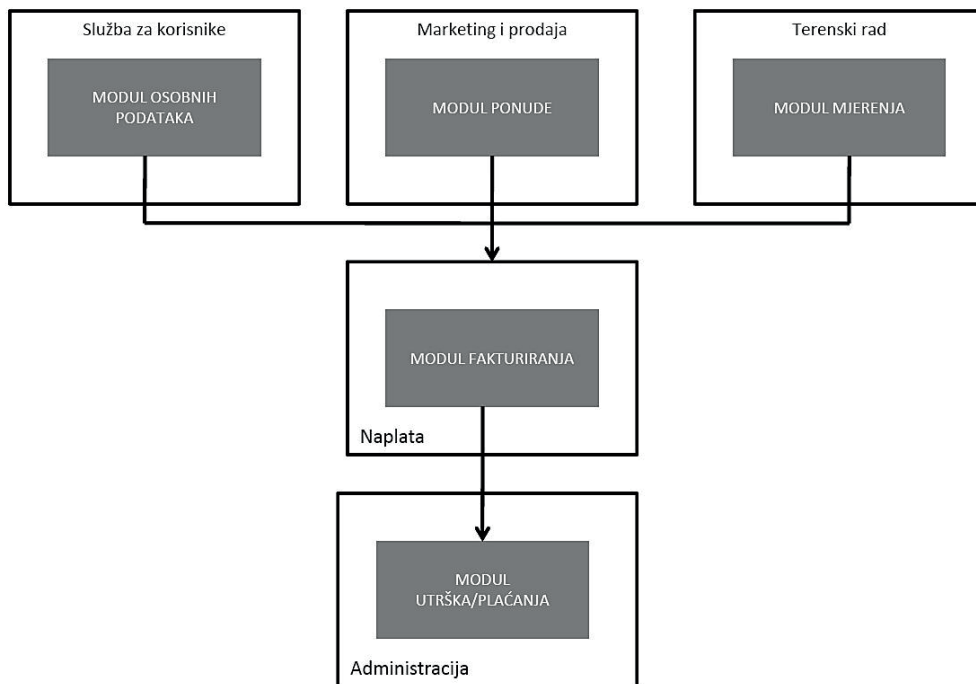 Služba za korisnike
MODUL OSOBNIH
PODATAKA
Marketing i prodaja
MODUL PONUDE
Terenski rad
MODUL MJERENJA
MODUL FAKTURIRANJA
Naplata
MODUL
UTRŠKA/PLAĆANJA
Administracija